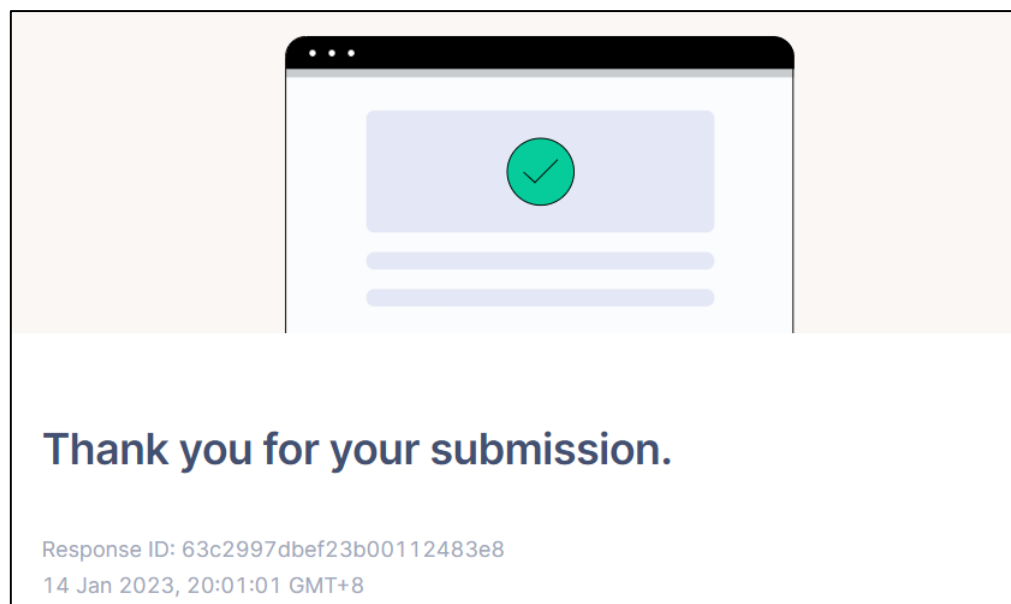 Thank you for your submission.
Response ID: 63c2997dbef23b00112483e8
14 Jan 2023, 20:01:01 GMT+8